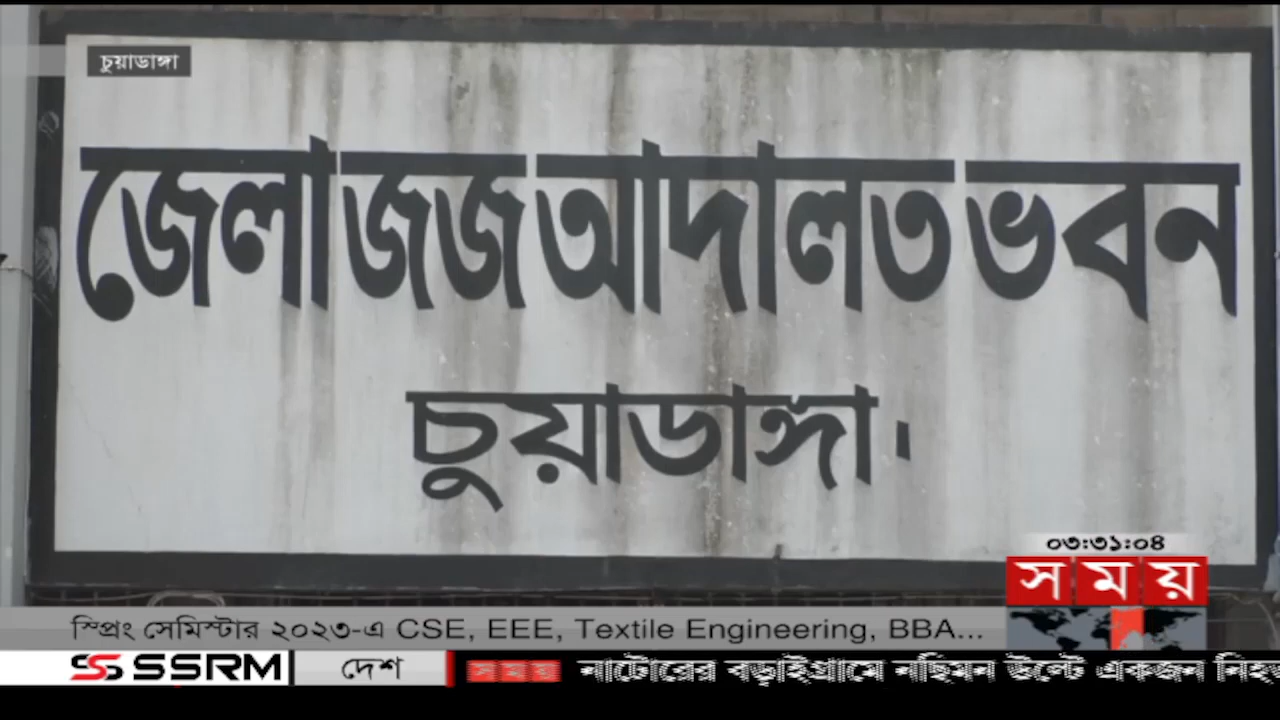 চুয়াডাঙ্গা
জেলা জজ আদালত ভবন
চুয়াডাঙ্গা।
০৩:৩১:০৪
সময়
স্প্রিং সেমিস্টার ২০২৩-এ CSE, EEE, Textile Engineering, BBA...
SSRM দেশ সময় নাটোরের বড়াইগ্রামে নছিমন উল্টে একজন